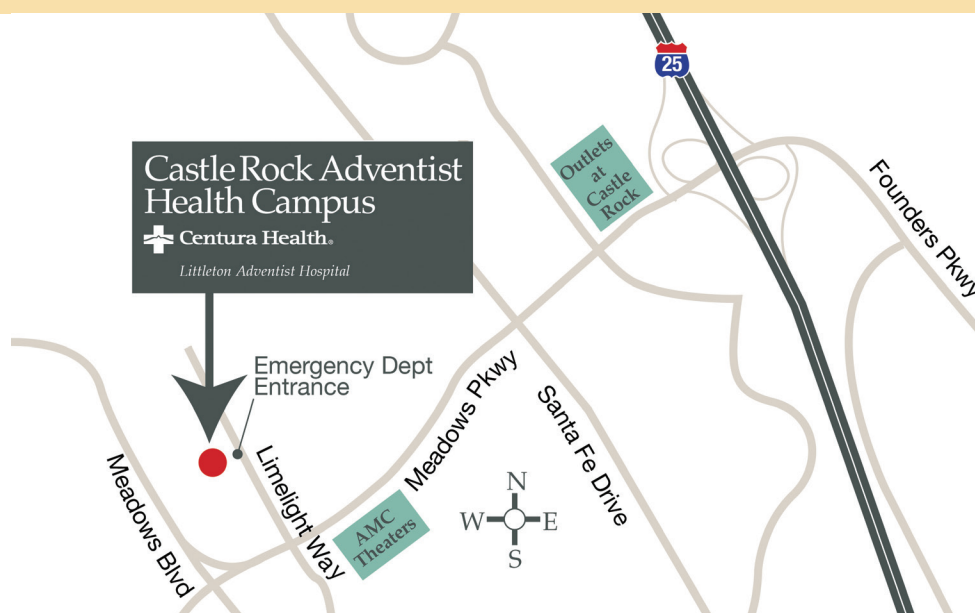 25
Outlets
at
Castle
Rock
Founders Pkwy
Castle Rock Adventist
Health Campus
Centura Health®
Littleton Adventist Hospital
Emergency Dept
Entrance
Meadows Pkwy
Santa Fe Drive
Meadows Blvd
Limelight Way
AMC
Theaters
N
W E
S